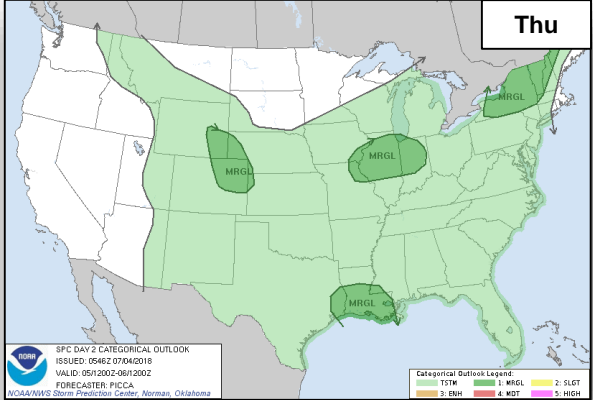 Thu
MRGL
MRGL
MRGL
MRGL
NOAA
SPC DAY 2 CATEGORICAL OUTLOOK
ISSUED: 0546Z 07/04/2018
VALID: 05/1200Z-06/1200Z
FORECASTER: PICCA
NOAA/NWS Storm Prediction Center, Norman, Oklahoma
Categorical Outlook Legend:
TSTM 1: MRGL 2: SLGT
3: ENH 4: MDT 5: HIGH